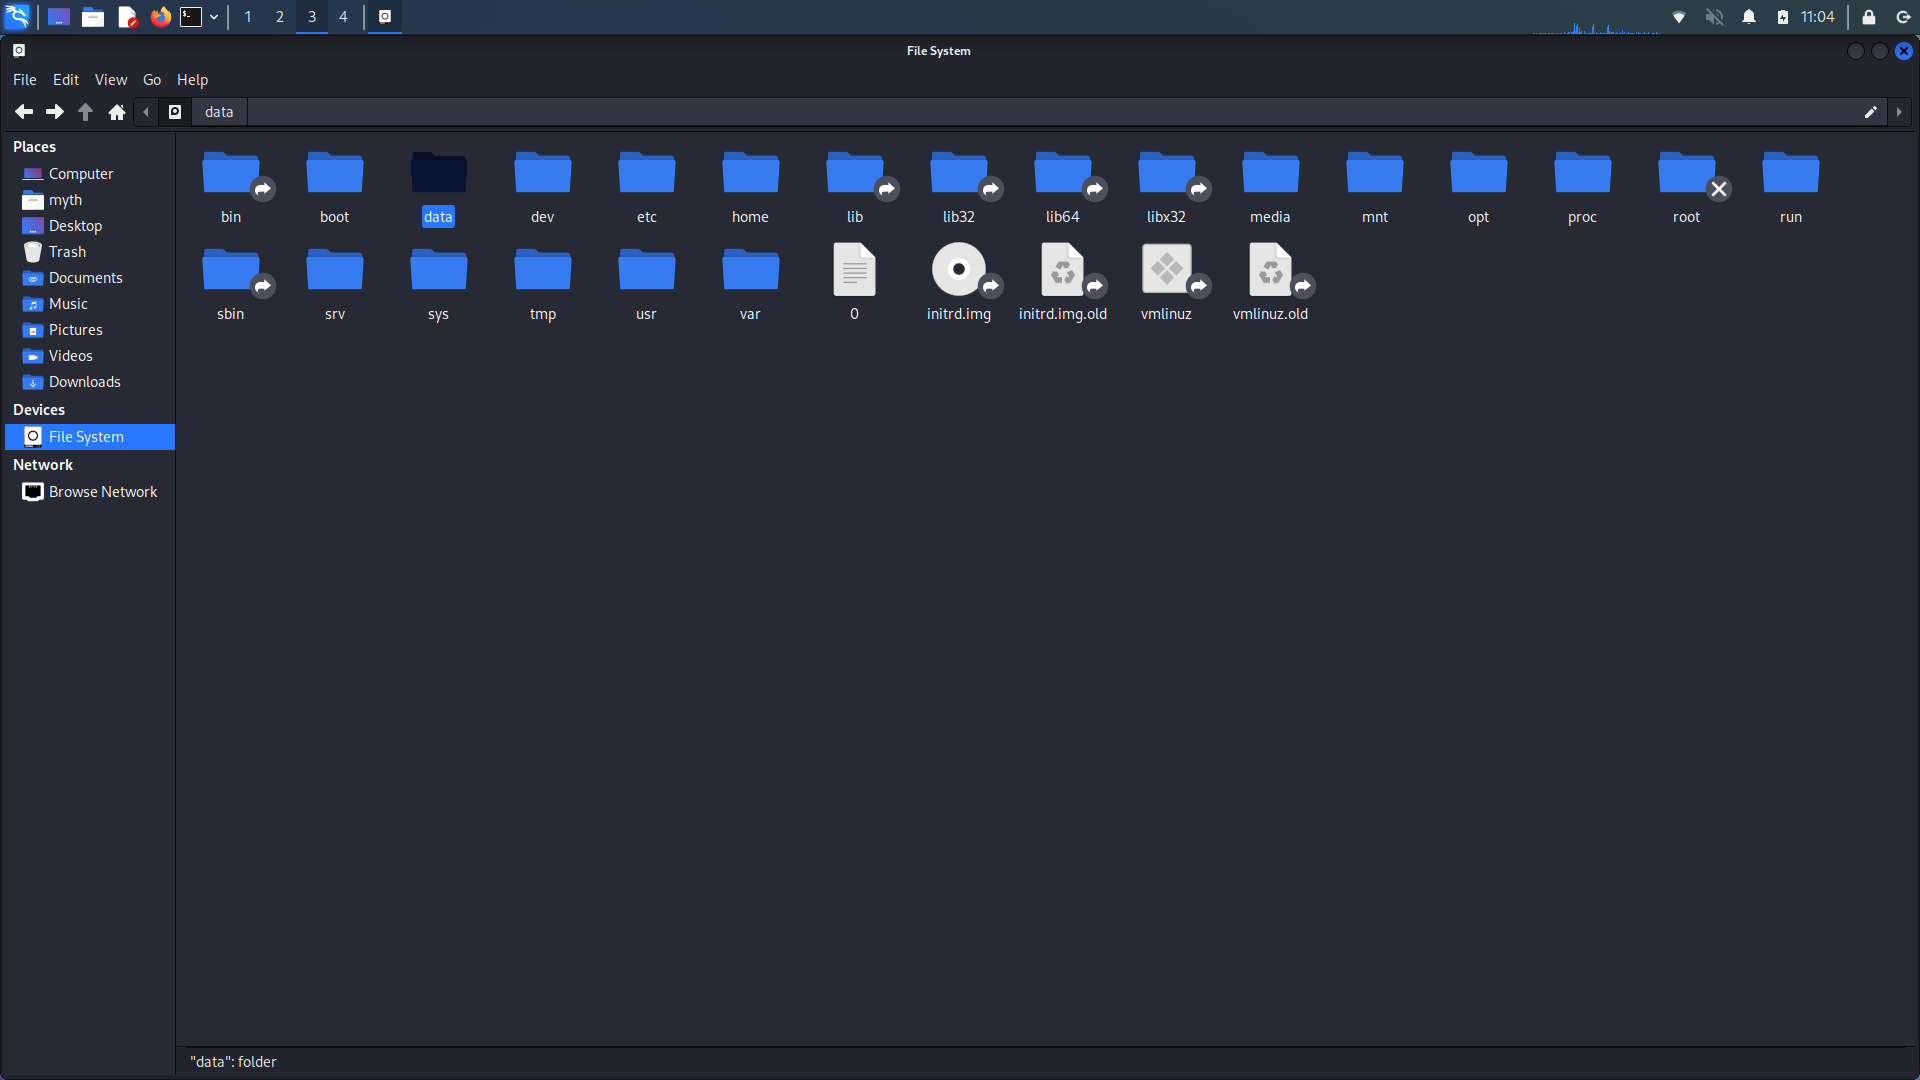 1 2 3 4 11:04
File System
File Edit View Go Help
data
Places
Computer
myth
Desktop
Trash
Documents
Music
Pictures
Videos
Downloads
Devices
File System
Network
Browse Network
bin boot data dev etc home lib lib32 lib64 libx32 media mnt opt proc root run
sbin srv sys tmp usr var 0 initrd.img initrd.img.old vmlinuz vmlinuz.old
"data": folder